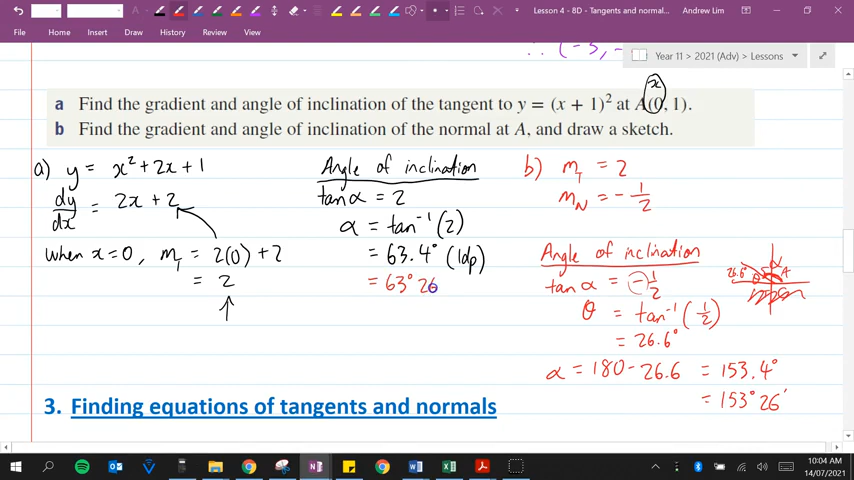 Lesson 4 - 8D - Tangents and normal...
Andrew Lim
File Home Insert Draw History Review View Help
∴ (-3, -
Year 11 > 2021 (Adv) > Lessons
x
a Find the gradient and angle of inclination of the tangent to y = (x + 1)² at A(0, 1).
b Find the gradient and angle of inclination of the normal at A, and draw a sketch.
a) y = x² + 2x + 1
dy/dx = 2x + 2
when x = 0, m_T = 2(0) + 2
= 2
Angle of inclination
tan α = 2
α = tan⁻¹(2)
= 63.4° (1dp)
= 63° 26
b) m_T = 2
m_N = -1/2
Angle of inclination
tan α = -1/2
θ = tan⁻¹(1/2)
= 26.6°
α = 180 - 26.6 = 153.4°
= 153° 26'
26.6° θ α A
3. Finding equations of tangents and normals
10:04 AM
14/07/2021